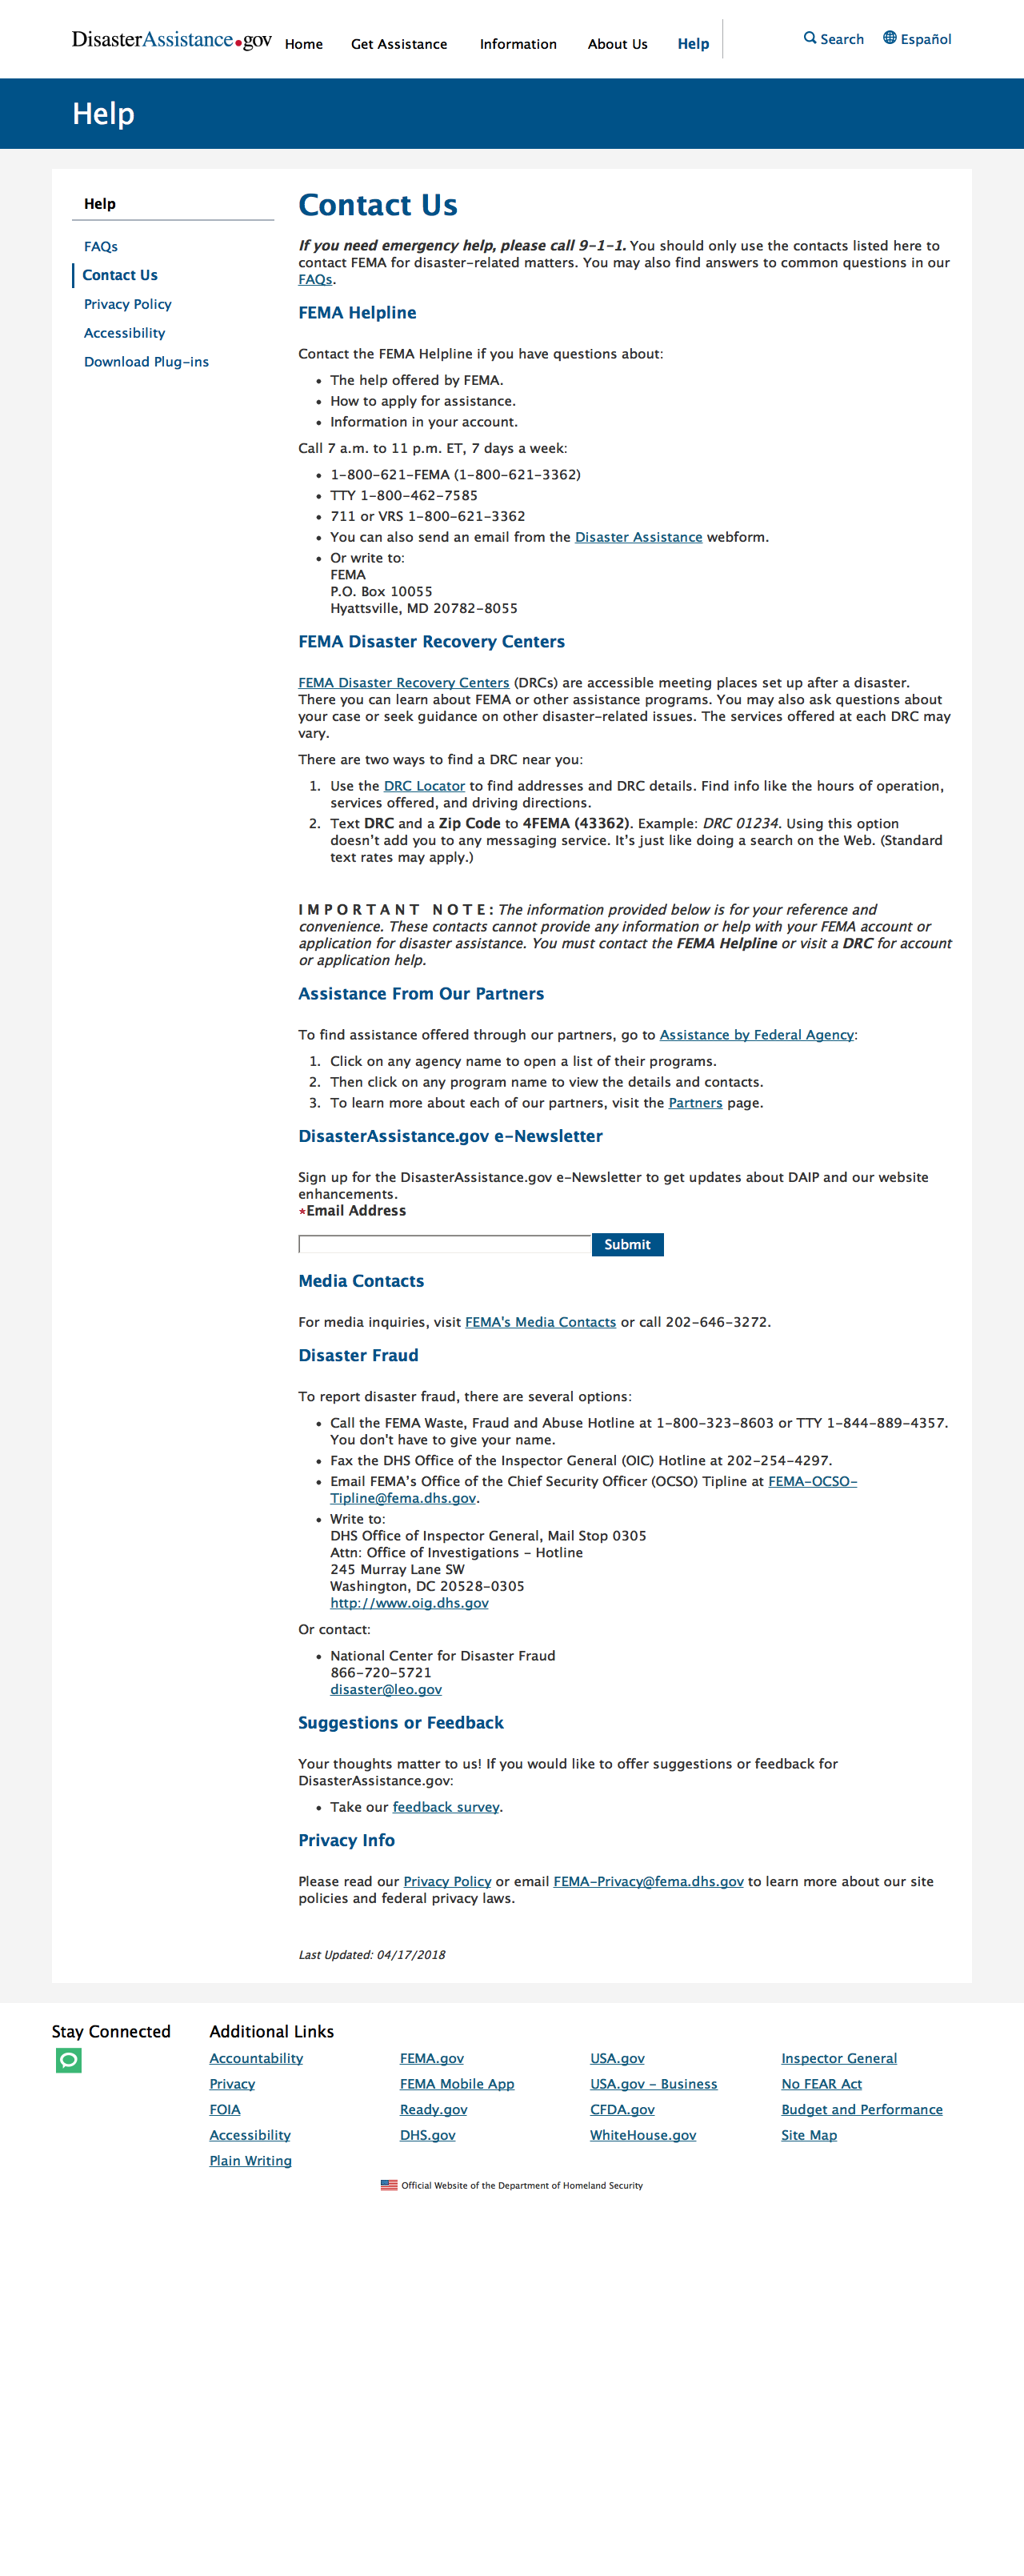 DisasterAssistance.gov
Home
Get Assistance
Information
About Us
Help
Search
Español
Help
Help
FAQs
Contact Us
Privacy Policy
Accessibility
Download Plug-ins
Contact Us
If you need emergency help, please call 9-1-1. You should only use the contacts listed here to
contact FEMA for disaster-related matters. You may also find answers to common questions in our
FAQs.
FEMA Helpline
Contact the FEMA Helpline if you have questions about:
• The help offered by FEMA.
• How to apply for assistance.
• Information in your account.
Call 7 a.m. to 11 p.m. ET, 7 days a week:
• 1-800-621-FEMA (1-800-621-3362)
• TTY 1-800-462-7585
• 711 or VRS 1-800-621-3362
• You can also send an email from the Disaster Assistance webform.
• Or write to:
FEMA
P.O. Box 10055
Hyattsville, MD 20782-8055
FEMA Disaster Recovery Centers
FEMA Disaster Recovery Centers (DRCs) are accessible meeting places set up after a disaster.
There you can learn about FEMA or other assistance programs. You may also ask questions about
your case or seek guidance on other disaster-related issues. The services offered at each DRC may
vary.
There are two ways to find a DRC near you:
1. Use the DRC Locator to find addresses and DRC details. Find info like the hours of operation,
services offered, and driving directions.
2. Text DRC and a Zip Code to 4FEMA (43362). Example: DRC 01234. Using this option
doesn't add you to any messaging service. It's just like doing a search on the Web. (Standard
text rates may apply.)
IMPORTANT NOTE: The information provided below is for your reference and
convenience. These contacts cannot provide any information or help with your FEMA account or
application for disaster assistance. You must contact the FEMA Helpline or visit a DRC for account
or application help.
Assistance From Our Partners
To find assistance offered through our partners, go to Assistance by Federal Agency:
1. Click on any agency name to open a list of their programs.
2. Then click on any program name to view the details and contacts.
3. To learn more about each of our partners, visit the Partners page.
DisasterAssistance.gov e-Newsletter
Sign up for the DisasterAssistance.gov e-Newsletter to get updates about DAIP and our website
enhancements.
*Email Address
Submit
Media Contacts
For media inquiries, visit FEMA's Media Contacts or call 202-646-3272.
Disaster Fraud
To report disaster fraud, there are several options:
• Call the FEMA Waste, Fraud and Abuse Hotline at 1-800-323-8603 or TTY 1-844-889-4357.
You don't have to give your name.
• Fax the DHS Office of the Inspector General (OIC) Hotline at 202-254-4297.
• Email FEMA's Office of the Chief Security Officer (OCSO) Tipline at FEMA-OCSO-
Tipline@fema.dhs.gov.
• Write to:
DHS Office of Inspector General, Mail Stop 0305
Attn: Office of Investigations - Hotline
245 Murray Lane SW
Washington, DC 20528-0305
http://www.oig.dhs.gov
Or contact:
• National Center for Disaster Fraud
866-720-5721
disaster@leo.gov
Suggestions or Feedback
Your thoughts matter to us! If you would like to offer suggestions or feedback for
DisasterAssistance.gov:
• Take our feedback survey.
Privacy Info
Please read our Privacy Policy or email FEMA-Privacy@fema.dhs.gov to learn more about our site
policies and federal privacy laws.
Last Updated: 04/17/2018
Stay Connected
Additional Links
Accountability
Privacy
FOIA
Accessibility
Plain Writing
FEMA.gov
FEMA Mobile App
Ready.gov
DHS.gov
USA.gov
USA.gov - Business
CFDA.gov
WhiteHouse.gov
Inspector General
No FEAR Act
Budget and Performance
Site Map
Official Website of the Department of Homeland Security